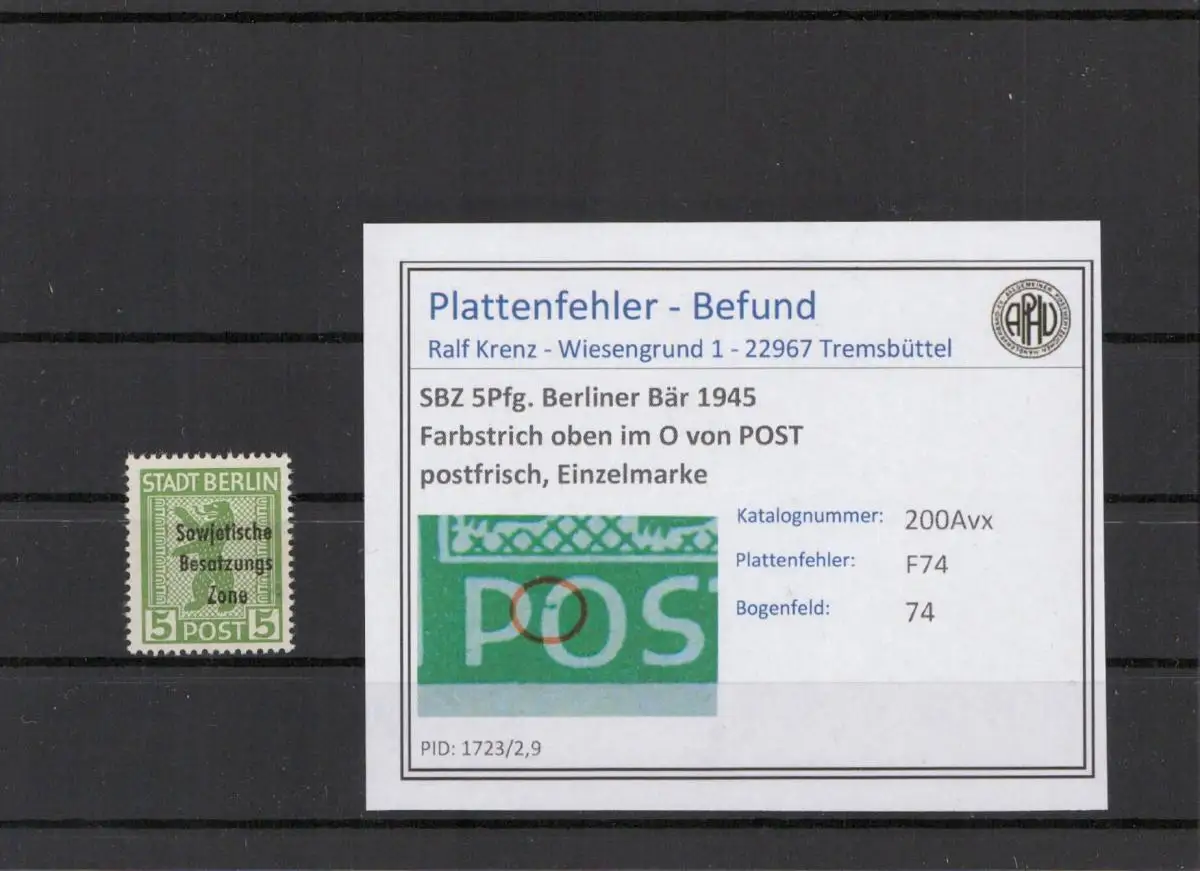 STADT BERLIN
Sowjetische
Besatzungs
Zone
5 POST 5
Plattenfehler - Befund
Ralf Krenz - Wiesengrund 1 - 22967 Tremsbüttel
APHV
SBZ 5Pfg. Berliner Bär 1945
Farbstrich oben im O von POST
postfrisch, Einzelmarke
POST
Katalognummer: 200Avx
Plattenfehler: F74
Bogenfeld: 74
PID: 1723/2,9